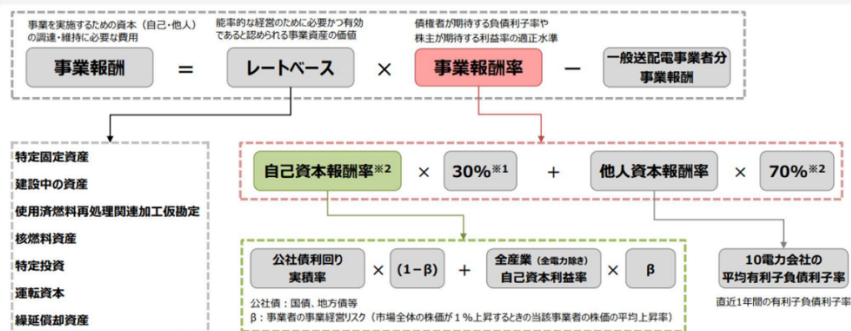 事業を実施するための資本（自己・他人）
の調達・維持に必要な費用
能率的な経営のために必要かつ有効
であると認められる事業資産の価値
債権者が期待する負債利子率や
株主が期待する利益率の適正水準
事業報酬 = レートベース × 事業報酬率 － 一般送配電事業者分
事業報酬
特定固定資産
建設中の資産
使用済燃料再処理関連加工仮勘定
核燃料資産
特定投資
運転資本
繰延償却資産
自己資本報酬率※2 × 30%※1 + 他人資本報酬率 × 70%※2
公社債利回り
実績率
× (1−β) +
全産業（全電力除き）
自己資本利益率
× β
公社債：国債、地方債等
β：事業者の事業経営リスク（市場全体の株価が１％上昇するときの当該事業者の株価の平均上昇率）
10電力会社の
平均有利子負債利子率
直近1年間の有利子負債利子率